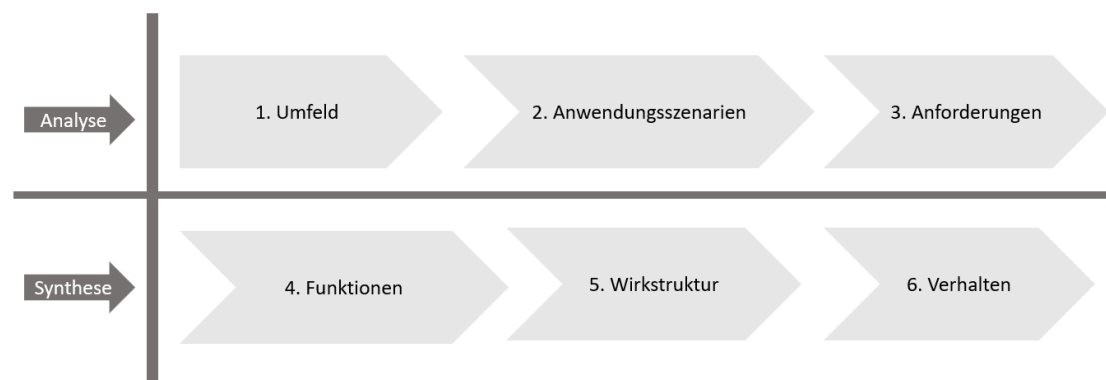 Analyse
1. Umfeld
2. Anwendungsszenarien
3. Anforderungen
Synthese
4. Funktionen
5. Wirkstruktur
6. Verhalten